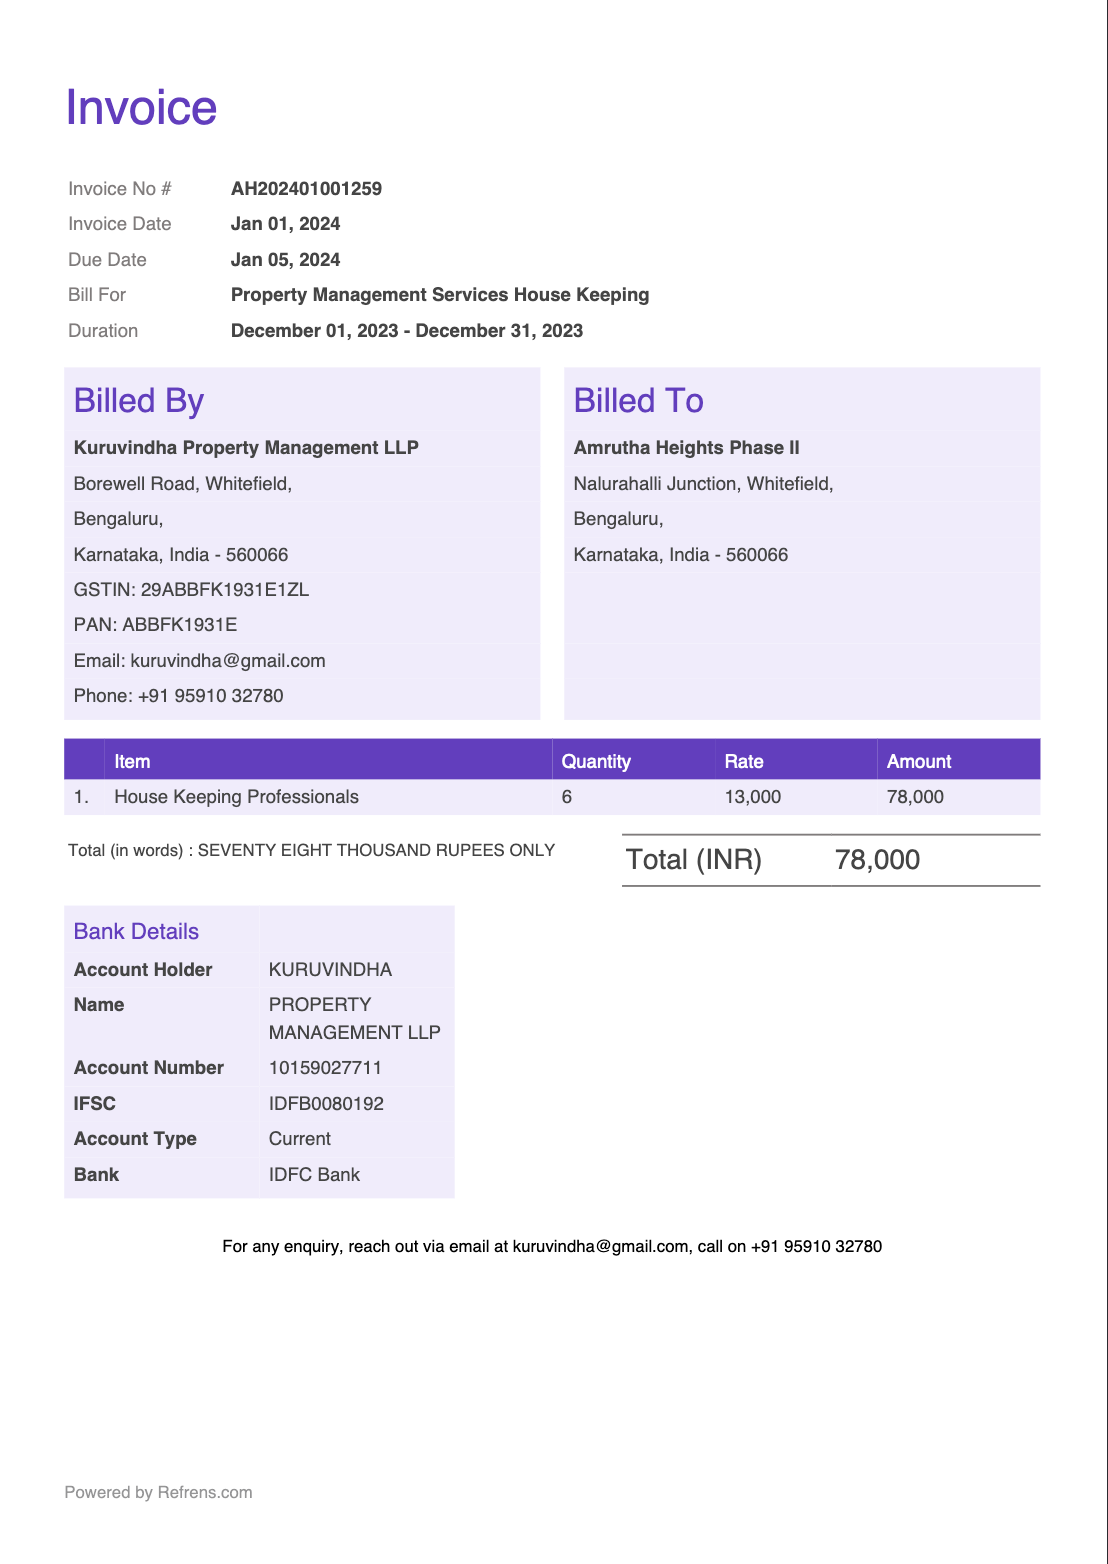 Invoice
Invoice No # AH202401001259
Invoice Date Jan 01, 2024
Due Date Jan 05, 2024
Bill For Property Management Services House Keeping
Duration December 01, 2023 - December 31, 2023
Billed By
Kuruvindha Property Management LLP
Borewell Road, Whitefield,
Bengaluru,
Karnataka, India - 560066
GSTIN: 29ABBFK1931E1ZL
PAN: ABBFK1931E
Email: kuruvindha@gmail.com
Phone: +91 95910 32780
Billed To
Amrutha Heights Phase II
Nalurahalli Junction, Whitefield,
Bengaluru,
Karnataka, India - 560066
Item Quantity Rate Amount
1. House Keeping Professionals 6 13,000 78,000
Total (in words) : SEVENTY EIGHT THOUSAND RUPEES ONLY
Total (INR) 78,000
Bank Details
Account Holder KURUVINDHA
Name PROPERTY
MANAGEMENT LLP
Account Number 10159027711
IFSC IDFB0080192
Account Type Current
Bank IDFC Bank
For any enquiry, reach out via email at kuruvindha@gmail.com, call on +91 95910 32780
Powered by Refrens.com